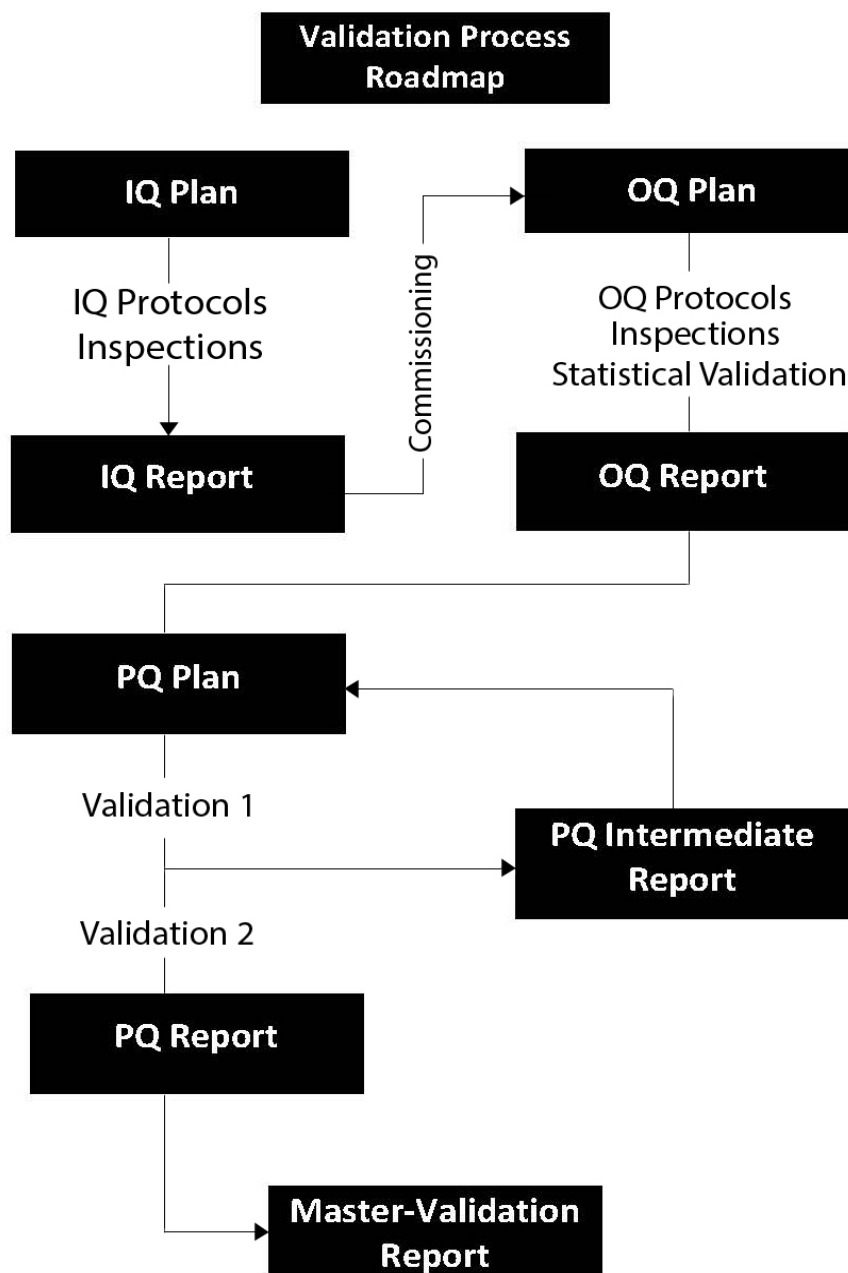 Validation Process
Roadmap
IQ Plan
IQ Protocols
Inspections
IQ Report
Commissioning
OQ Plan
OQ Protocols
Inspections
Statistical Validation
OQ Report
PQ Plan
Validation 1
PQ Intermediate
Report
Validation 2
PQ Report
Master-Validation
Report